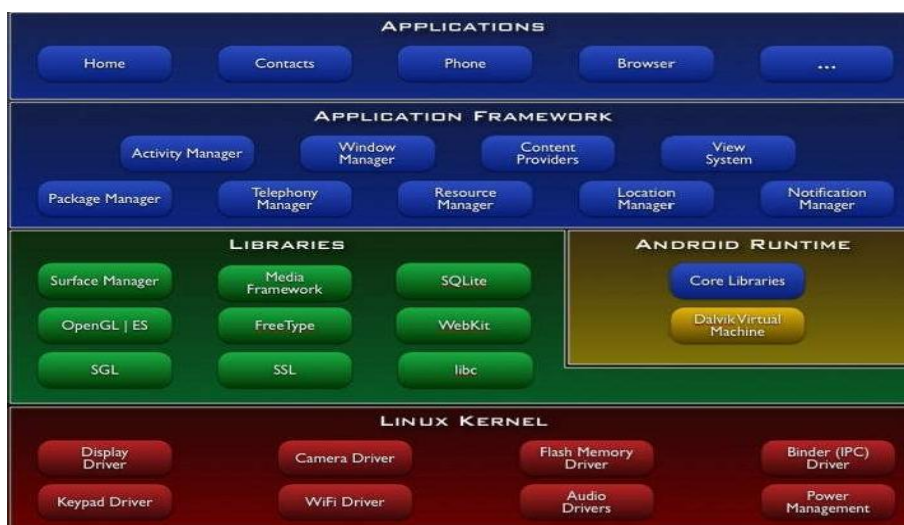 APPLICATIONS
Home
Contacts
Phone
Browser
...
APPLICATION FRAMEWORK
Activity Manager
Window
Manager
Content
Providers
View
System
Package Manager
Telephony
Manager
Resource
Manager
Location
Manager
Notification
Manager
LIBRARIES
Surface Manager
Media
Framework
SQLite
OpenGL | ES
FreeType
WebKit
SGL
SSL
libc
ANDROID RUNTIME
Core Libraries
Dalvik Virtual
Machine
LINUX KERNEL
Display
Driver
Camera Driver
Flash Memory
Driver
Binder (IPC)
Driver
Keypad Driver
WiFi Driver
Audio
Drivers
Power
Management